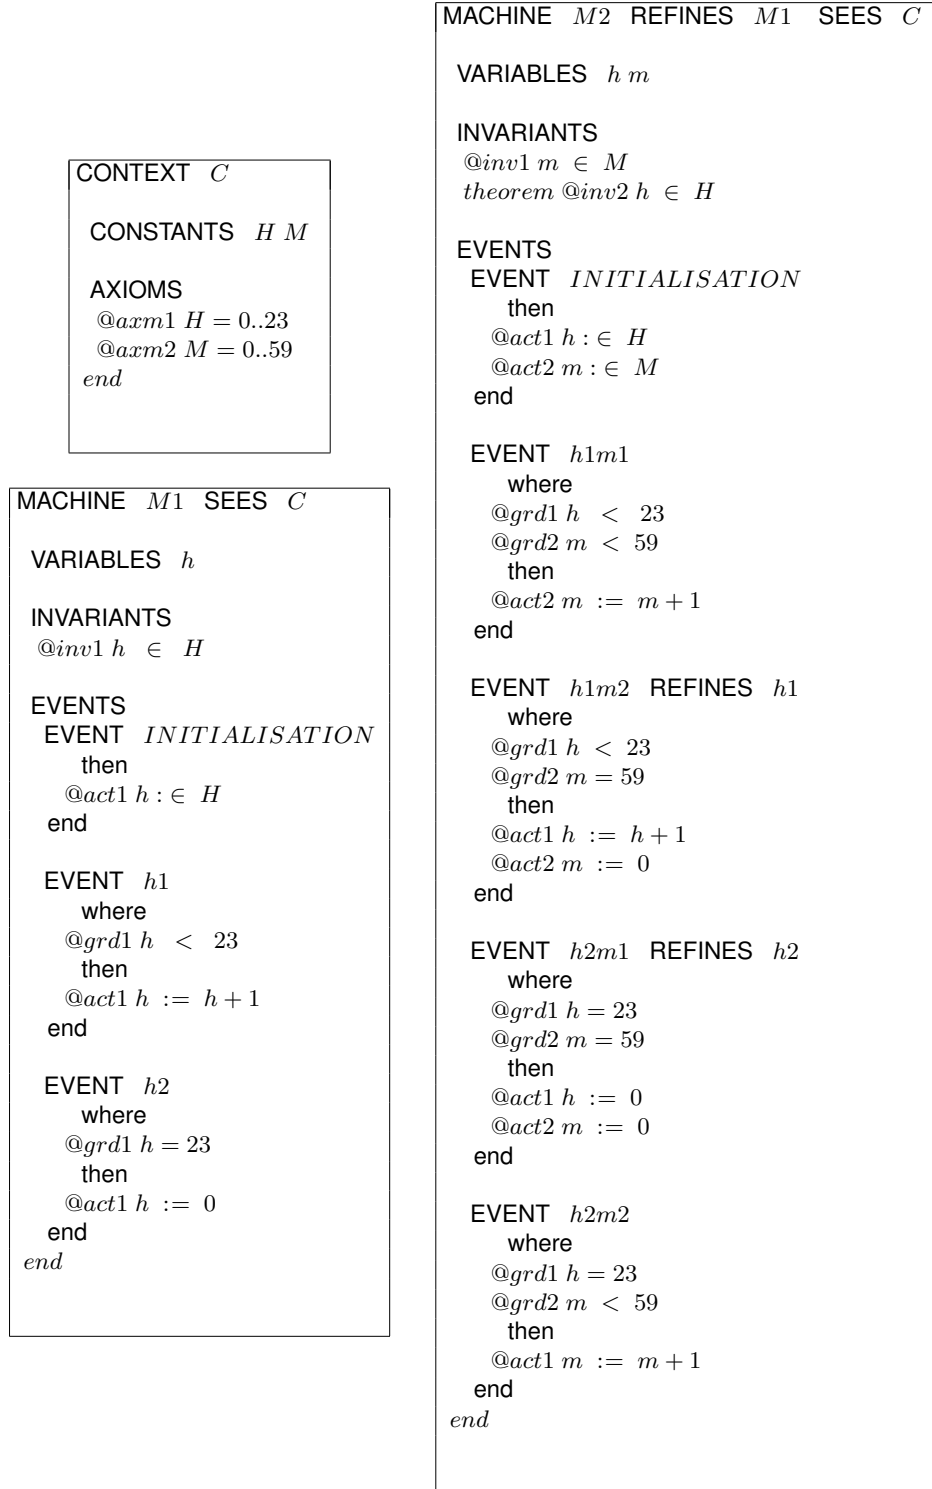 CONTEXT C
CONSTANTS H M
AXIOMS
@axm1 H = 0..23
@axm2 M = 0..59
end
MACHINE M1 SEES C
VARIABLES h
INVARIANTS
@inv1 h ∈ H
EVENTS
EVENT INITIALISATION
then
@act1 h :∈ H
end
EVENT h1
where
@grd1 h < 23
then
@act1 h := h + 1
end
EVENT h2
where
@grd1 h = 23
then
@act1 h := 0
end
end
MACHINE M2 REFINES M1 SEES C
VARIABLES h m
INVARIANTS
@inv1 m ∈ M
theorem @inv2 h ∈ H
EVENTS
EVENT INITIALISATION
then
@act1 h :∈ H
@act2 m :∈ M
end
EVENT h1m1
where
@grd1 h < 23
@grd2 m < 59
then
@act2 m := m + 1
end
EVENT h1m2 REFINES h1
where
@grd1 h < 23
@grd2 m = 59
then
@act1 h := h + 1
@act2 m := 0
end
EVENT h2m1 REFINES h2
where
@grd1 h = 23
@grd2 m = 59
then
@act1 h := 0
@act2 m := 0
end
EVENT h2m2
where
@grd1 h = 23
@grd2 m < 59
then
@act1 m := m + 1
end
end